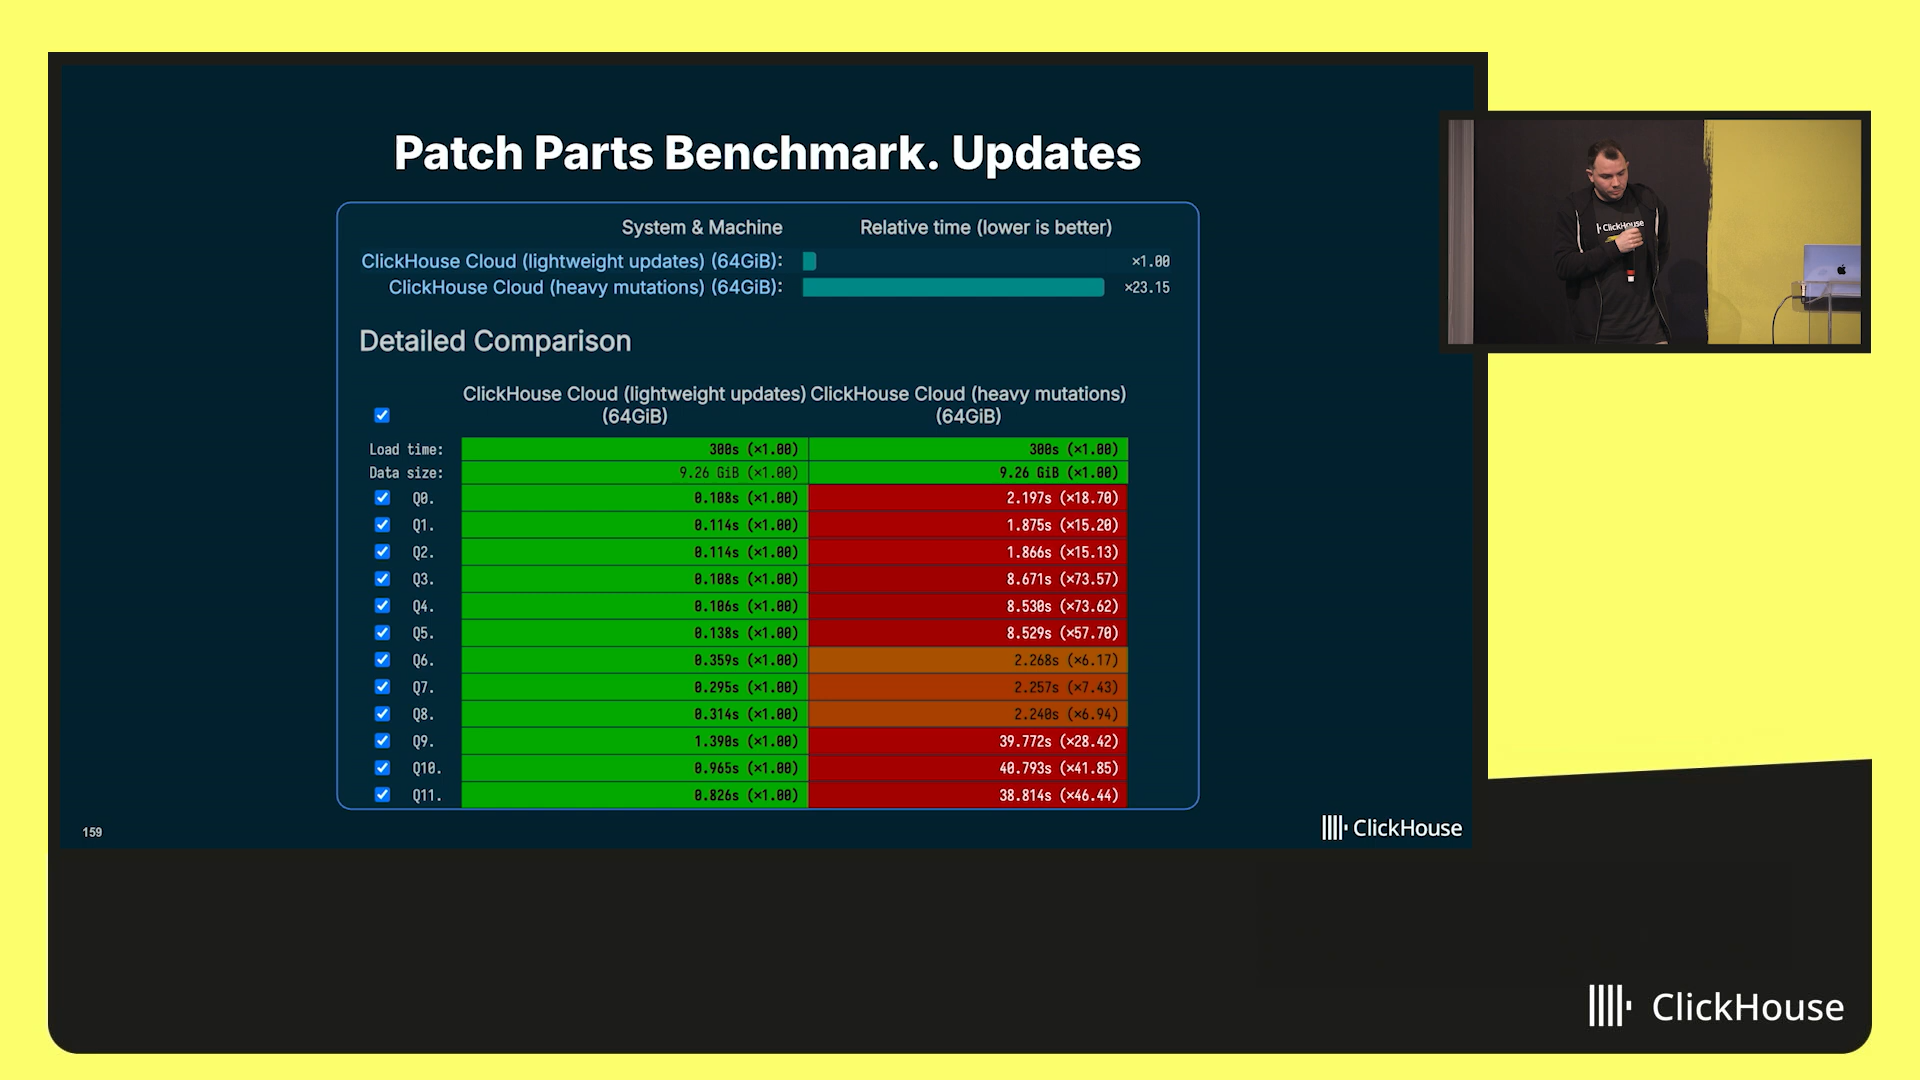 Patch Parts Benchmark. Updates
System & Machine Relative time (lower is better)
ClickHouse Cloud (lightweight updates) (64GiB): ×1.00
ClickHouse Cloud (heavy mutations) (64GiB): ×23.15
Detailed Comparison
ClickHouse Cloud (lightweight updates) (64GiB) ClickHouse Cloud (heavy mutations) (64GiB)
Load time: 300s (×1.00) 300s (×1.00)
Data size: 9.26 GiB (×1.00) 9.26 GiB (×1.00)
Q0. 0.108s (×1.00) 2.197s (×18.70)
Q1. 0.114s (×1.00) 1.875s (×15.20)
Q2. 0.114s (×1.00) 1.866s (×15.13)
Q3. 0.108s (×1.00) 8.671s (×73.57)
Q4. 0.106s (×1.00) 8.530s (×73.62)
Q5. 0.138s (×1.00) 8.529s (×57.70)
Q6. 0.359s (×1.00) 2.268s (×6.17)
Q7. 0.295s (×1.00) 2.257s (×7.43)
Q8. 0.314s (×1.00) 2.240s (×6.94)
Q9. 1.390s (×1.00) 39.772s (×28.42)
Q10. 0.965s (×1.00) 40.793s (×41.85)
Q11. 0.826s (×1.00) 38.814s (×46.44)
159
ClickHouse
ClickHouse
ClickHouse